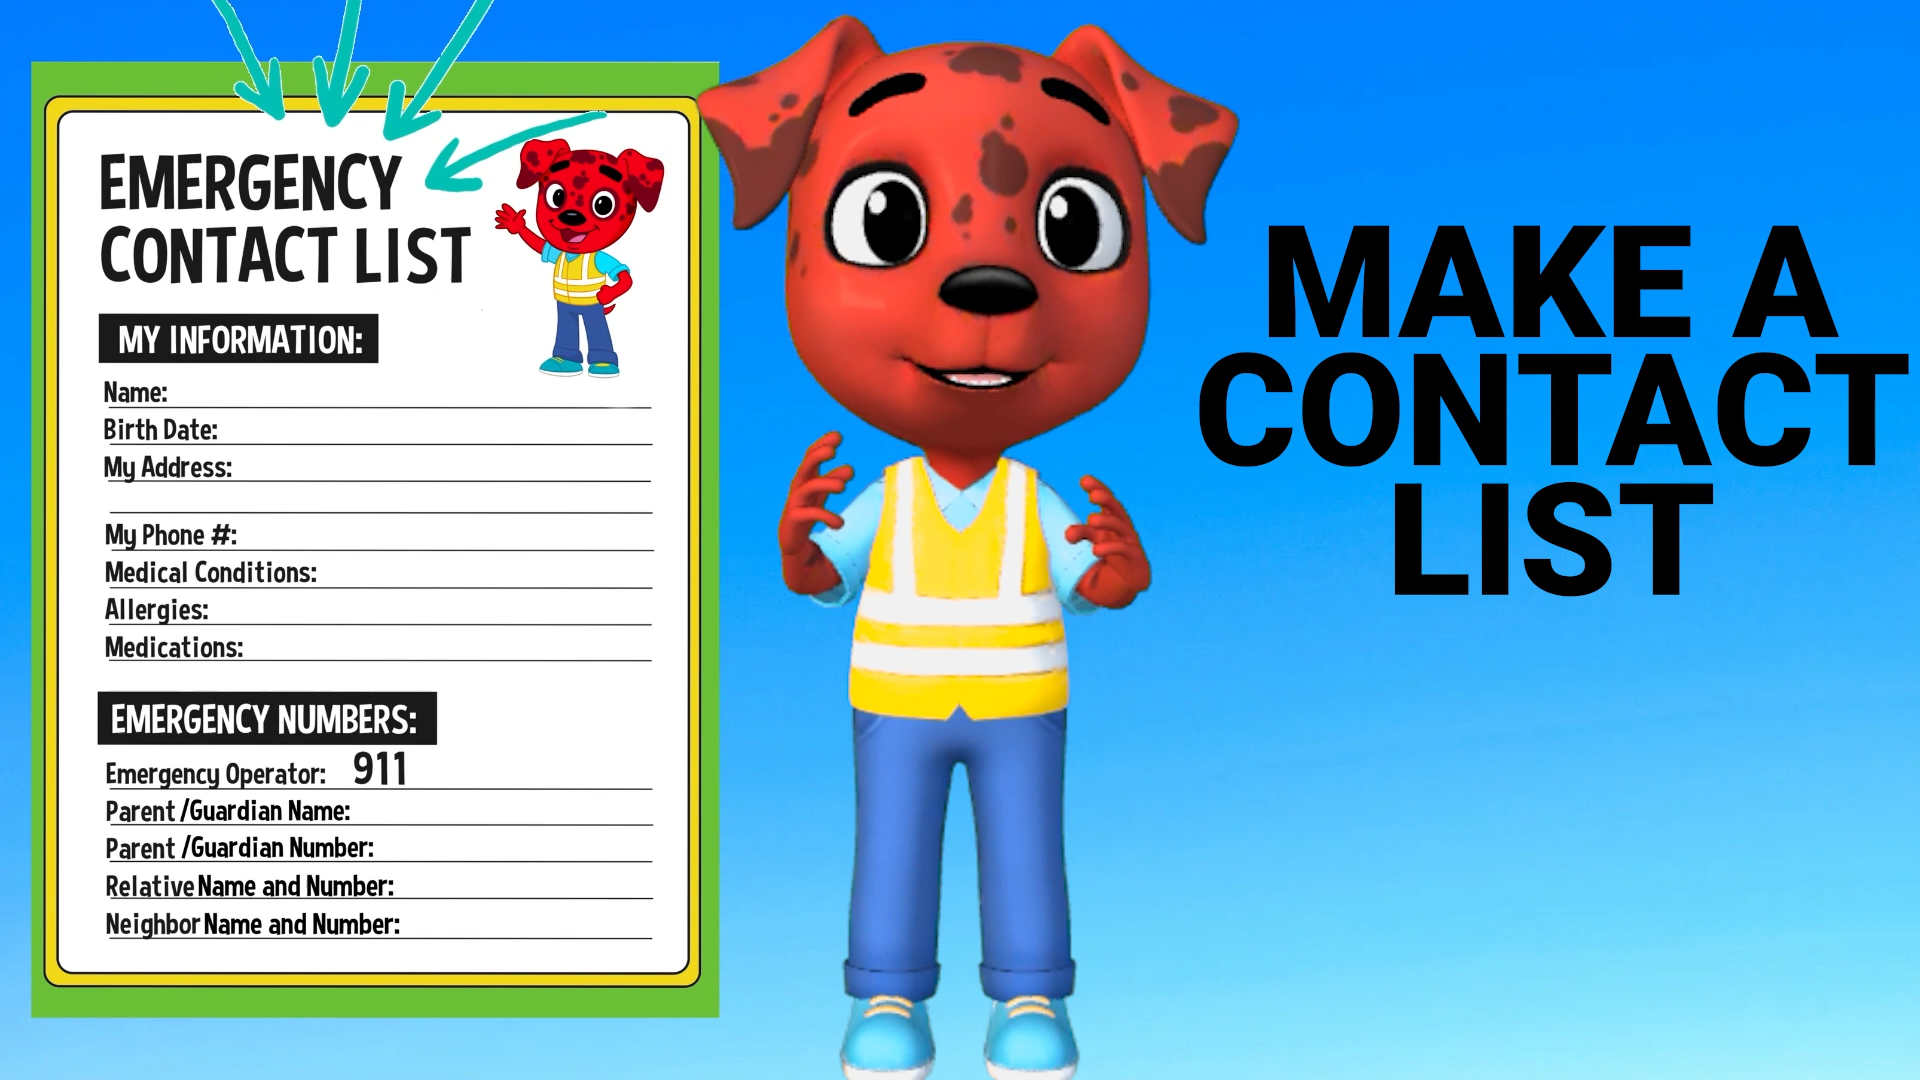 EMERGENCY
CONTACT LIST
MY INFORMATION:
Name:
Birth Date:
My Address:
My Phone #:
Medical Conditions:
Allergies:
Medications:
EMERGENCY NUMBERS:
Emergency Operator: 911
Parent /Guardian Name:
Parent /Guardian Number:
Relative Name and Number:
Neighbor Name and Number:
MAKE A
CONTACT
LIST